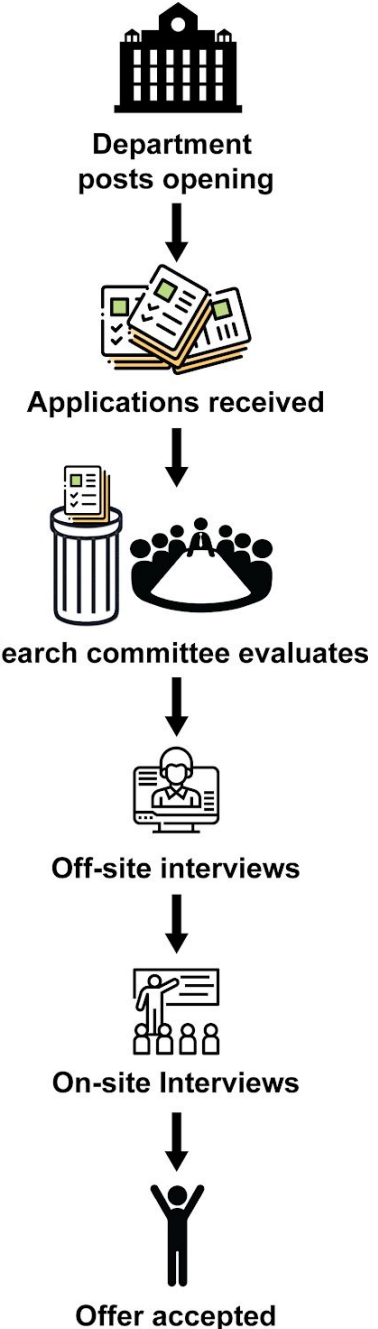 Department
posts opening
Applications received
earch committee evaluates
Off-site interviews
On-site Interviews
Offer accepted